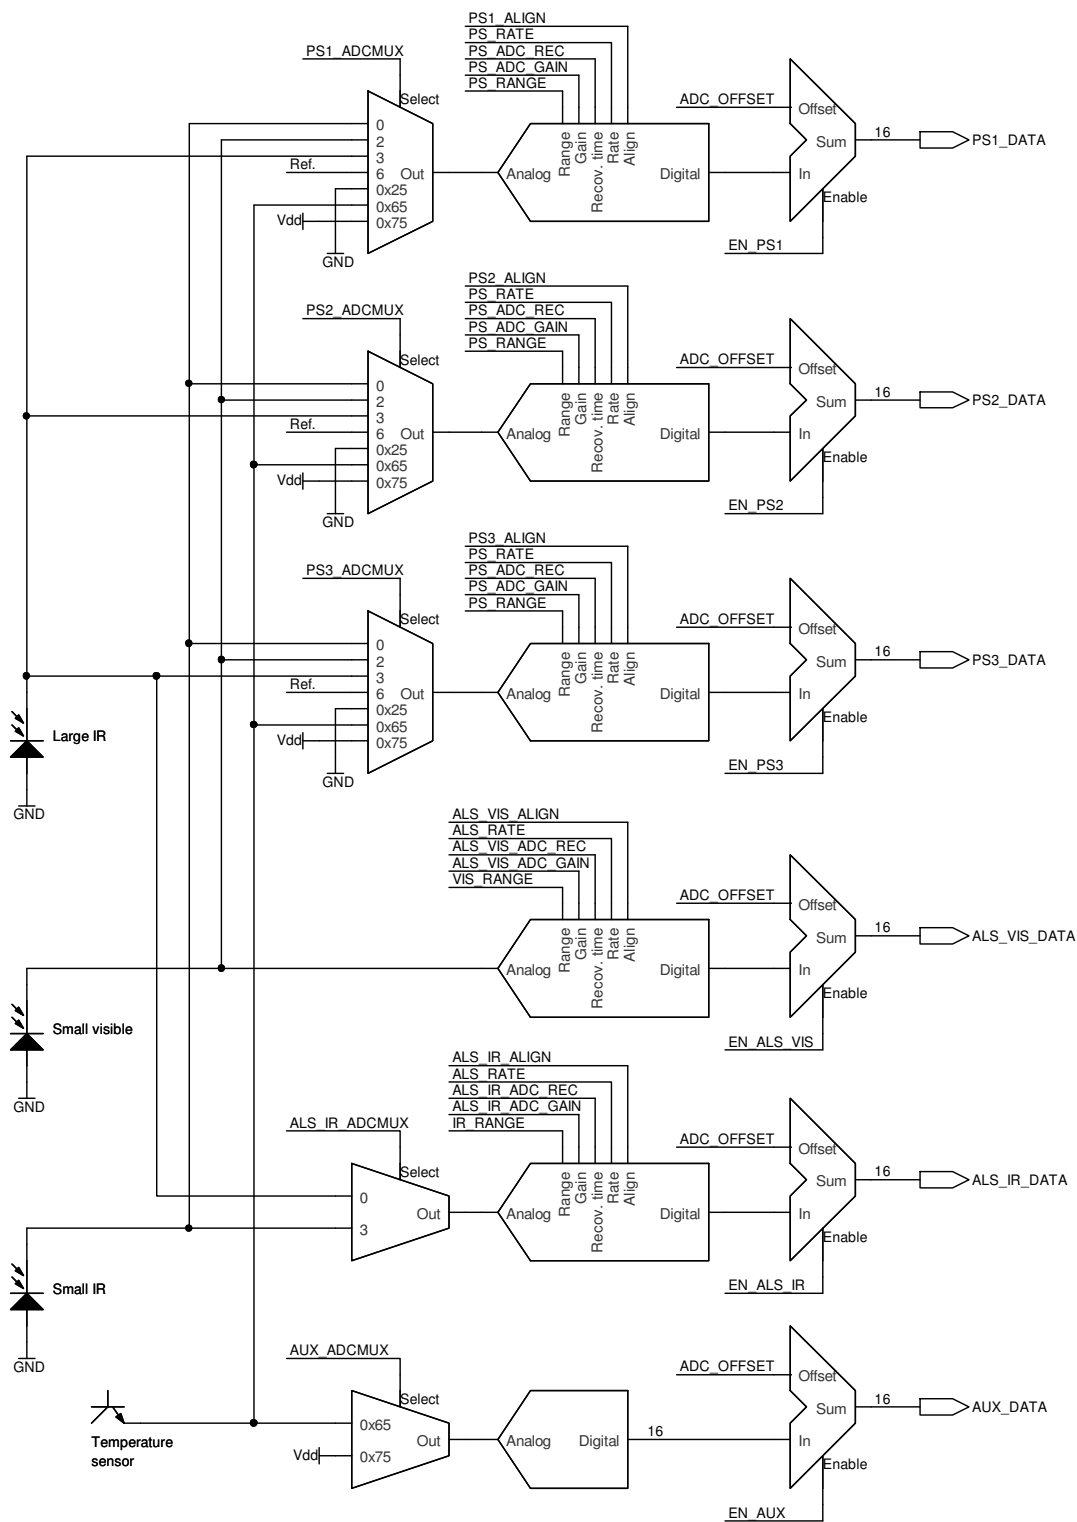 PS1_ALIGN
PS_RATE
PS_ADC_REC
PS_ADC_GAIN
PS_RANGE
PS1_ADCMUX
Select
0
2
3
6
0x25
0x65
0x75
Out
Ref.
Vdd
GND
Analog
Range
Gain
Recov. time
Rate
Align
Digital
ADC_OFFSET
Offset
Sum
In
Enable
EN_PS1
16
PS1_DATA
PS2_ALIGN
PS_RATE
PS_ADC_REC
PS_ADC_GAIN
PS_RANGE
PS2_ADCMUX
Select
0
2
3
6
0x25
0x65
0x75
Out
Ref.
Vdd
GND
Analog
Range
Gain
Recov. time
Rate
Align
Digital
ADC_OFFSET
Offset
Sum
In
Enable
EN_PS2
16
PS2_DATA
PS3_ALIGN
PS_RATE
PS_ADC_REC
PS_ADC_GAIN
PS_RANGE
PS3_ADCMUX
Select
0
2
3
6
0x25
0x65
0x75
Out
Ref.
Vdd
GND
Analog
Range
Gain
Recov. time
Rate
Align
Digital
ADC_OFFSET
Offset
Sum
In
Enable
EN_PS3
16
PS3_DATA
Large IR
GND
ALS_VIS_ALIGN
ALS_RATE
ALS_VIS_ADC_REC
ALS_VIS_ADC_GAIN
VIS_RANGE
Analog
Range
Gain
Recov. time
Rate
Align
Digital
ADC_OFFSET
Offset
Sum
In
Enable
EN_ALS_VIS
16
ALS_VIS_DATA
Small visible
GND
ALS_IR_ALIGN
ALS_RATE
ALS_IR_ADC_REC
ALS_IR_ADC_GAIN
IR_RANGE
ALS_IR_ADCMUX
Select
0
3
Out
Analog
Range
Gain
Recov. time
Rate
Align
Digital
ADC_OFFSET
Offset
Sum
In
Enable
EN_ALS_IR
16
ALS_IR_DATA
Small IR
GND
AUX_ADCMUX
Select
0x65
0x75
Out
Vdd
Temperature
sensor
Analog
Digital
16
ADC_OFFSET
Offset
Sum
In
Enable
EN_AUX
16
AUX_DATA